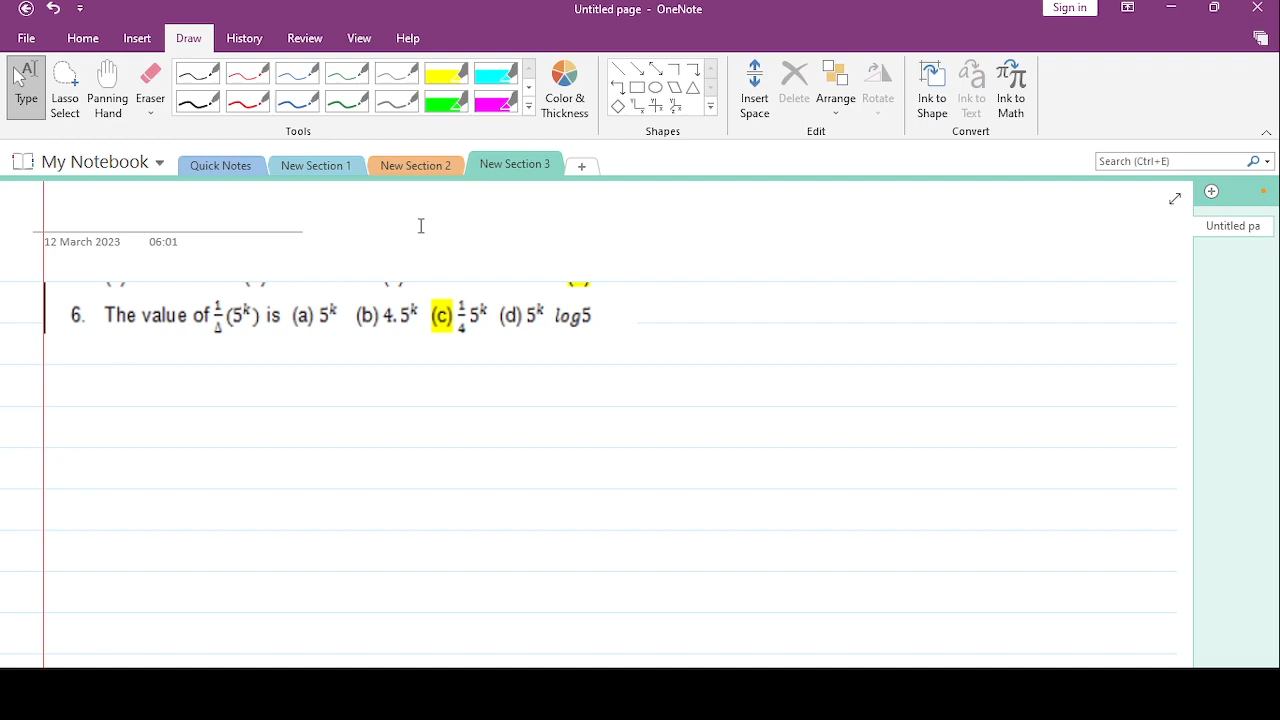 Untitled page - OneNote
Sign in
File Home Insert Draw History Review View Help
Type
Lasso Select
Panning Hand
Eraser
Color & Thickness
Insert Space
Delete
Arrange
Rotate
Ink to Shape
Ink to Text
Ink to Math
Tools
Shapes
Edit
Convert
My Notebook
Quick Notes
New Section 1
New Section 2
New Section 3
Search (Ctrl+E)
Untitled pa
12 March 2023 06:01
6. The value of 1/Δ (5^k) is (a) 5^k (b) 4.5^k (c) 1/4 5^k (d) 5^k log5